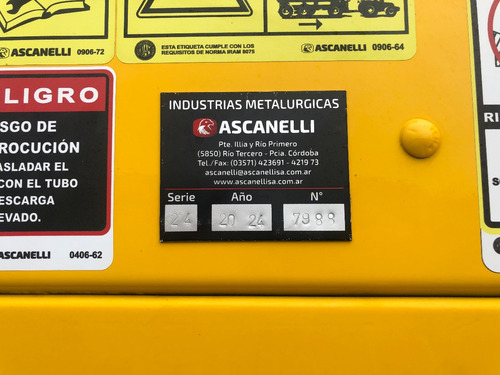 ASCANELLI 0906-72
ESTA ETIQUETA CUMPLE CON LOS
REQUISITOS DE NORMA IRAM 8075
ASCANELLI 0906-64
LIGRO
SGO DE
ROCUCIÓN
ASLADAR EL
CON EL TUBO
ESCARGA
EVADO.
ASCANELLI 0406-62
INDUSTRIAS METALURGICAS
ASCANELLI
Pte. Illia y Río Primero
(5850) Río Tercero - Pcia. Córdoba
Tel./Fax: (03571) 423691 - 4219 73
ascanelli@ascanellisa.com.ar
www.ascanellisa.com.ar
Serie Año N°
24 20 24 7988
RI